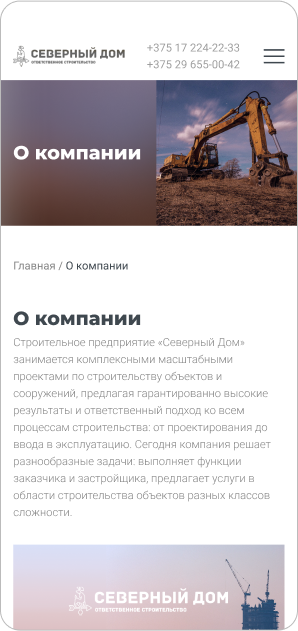 СЕВЕРНЫЙ ДОМ
ОТВЕТСТВЕННОЕ СТРОИТЕЛЬСТВО
+375 17 224-22-33
+375 29 655-00-42
О компании
Главная / О компании
О компании
Строительное предприятие «Северный Дом»
занимается комплексными масштабными
проектами по строительству объектов и
сооружений, предлагая гарантированно высокие
результаты и ответственный подход ко всем
процессам строительства: от проектирования до
ввода в эксплуатацию. Сегодня компания решает
разнообразные задачи: выполняет функции
заказчика и застройщика, предлагает услуги в
области строительства объектов разных классов
сложности.
СЕВЕРНЫЙ ДОМ
ОТВЕТСТВЕННОЕ СТРОИТЕЛЬСТВО